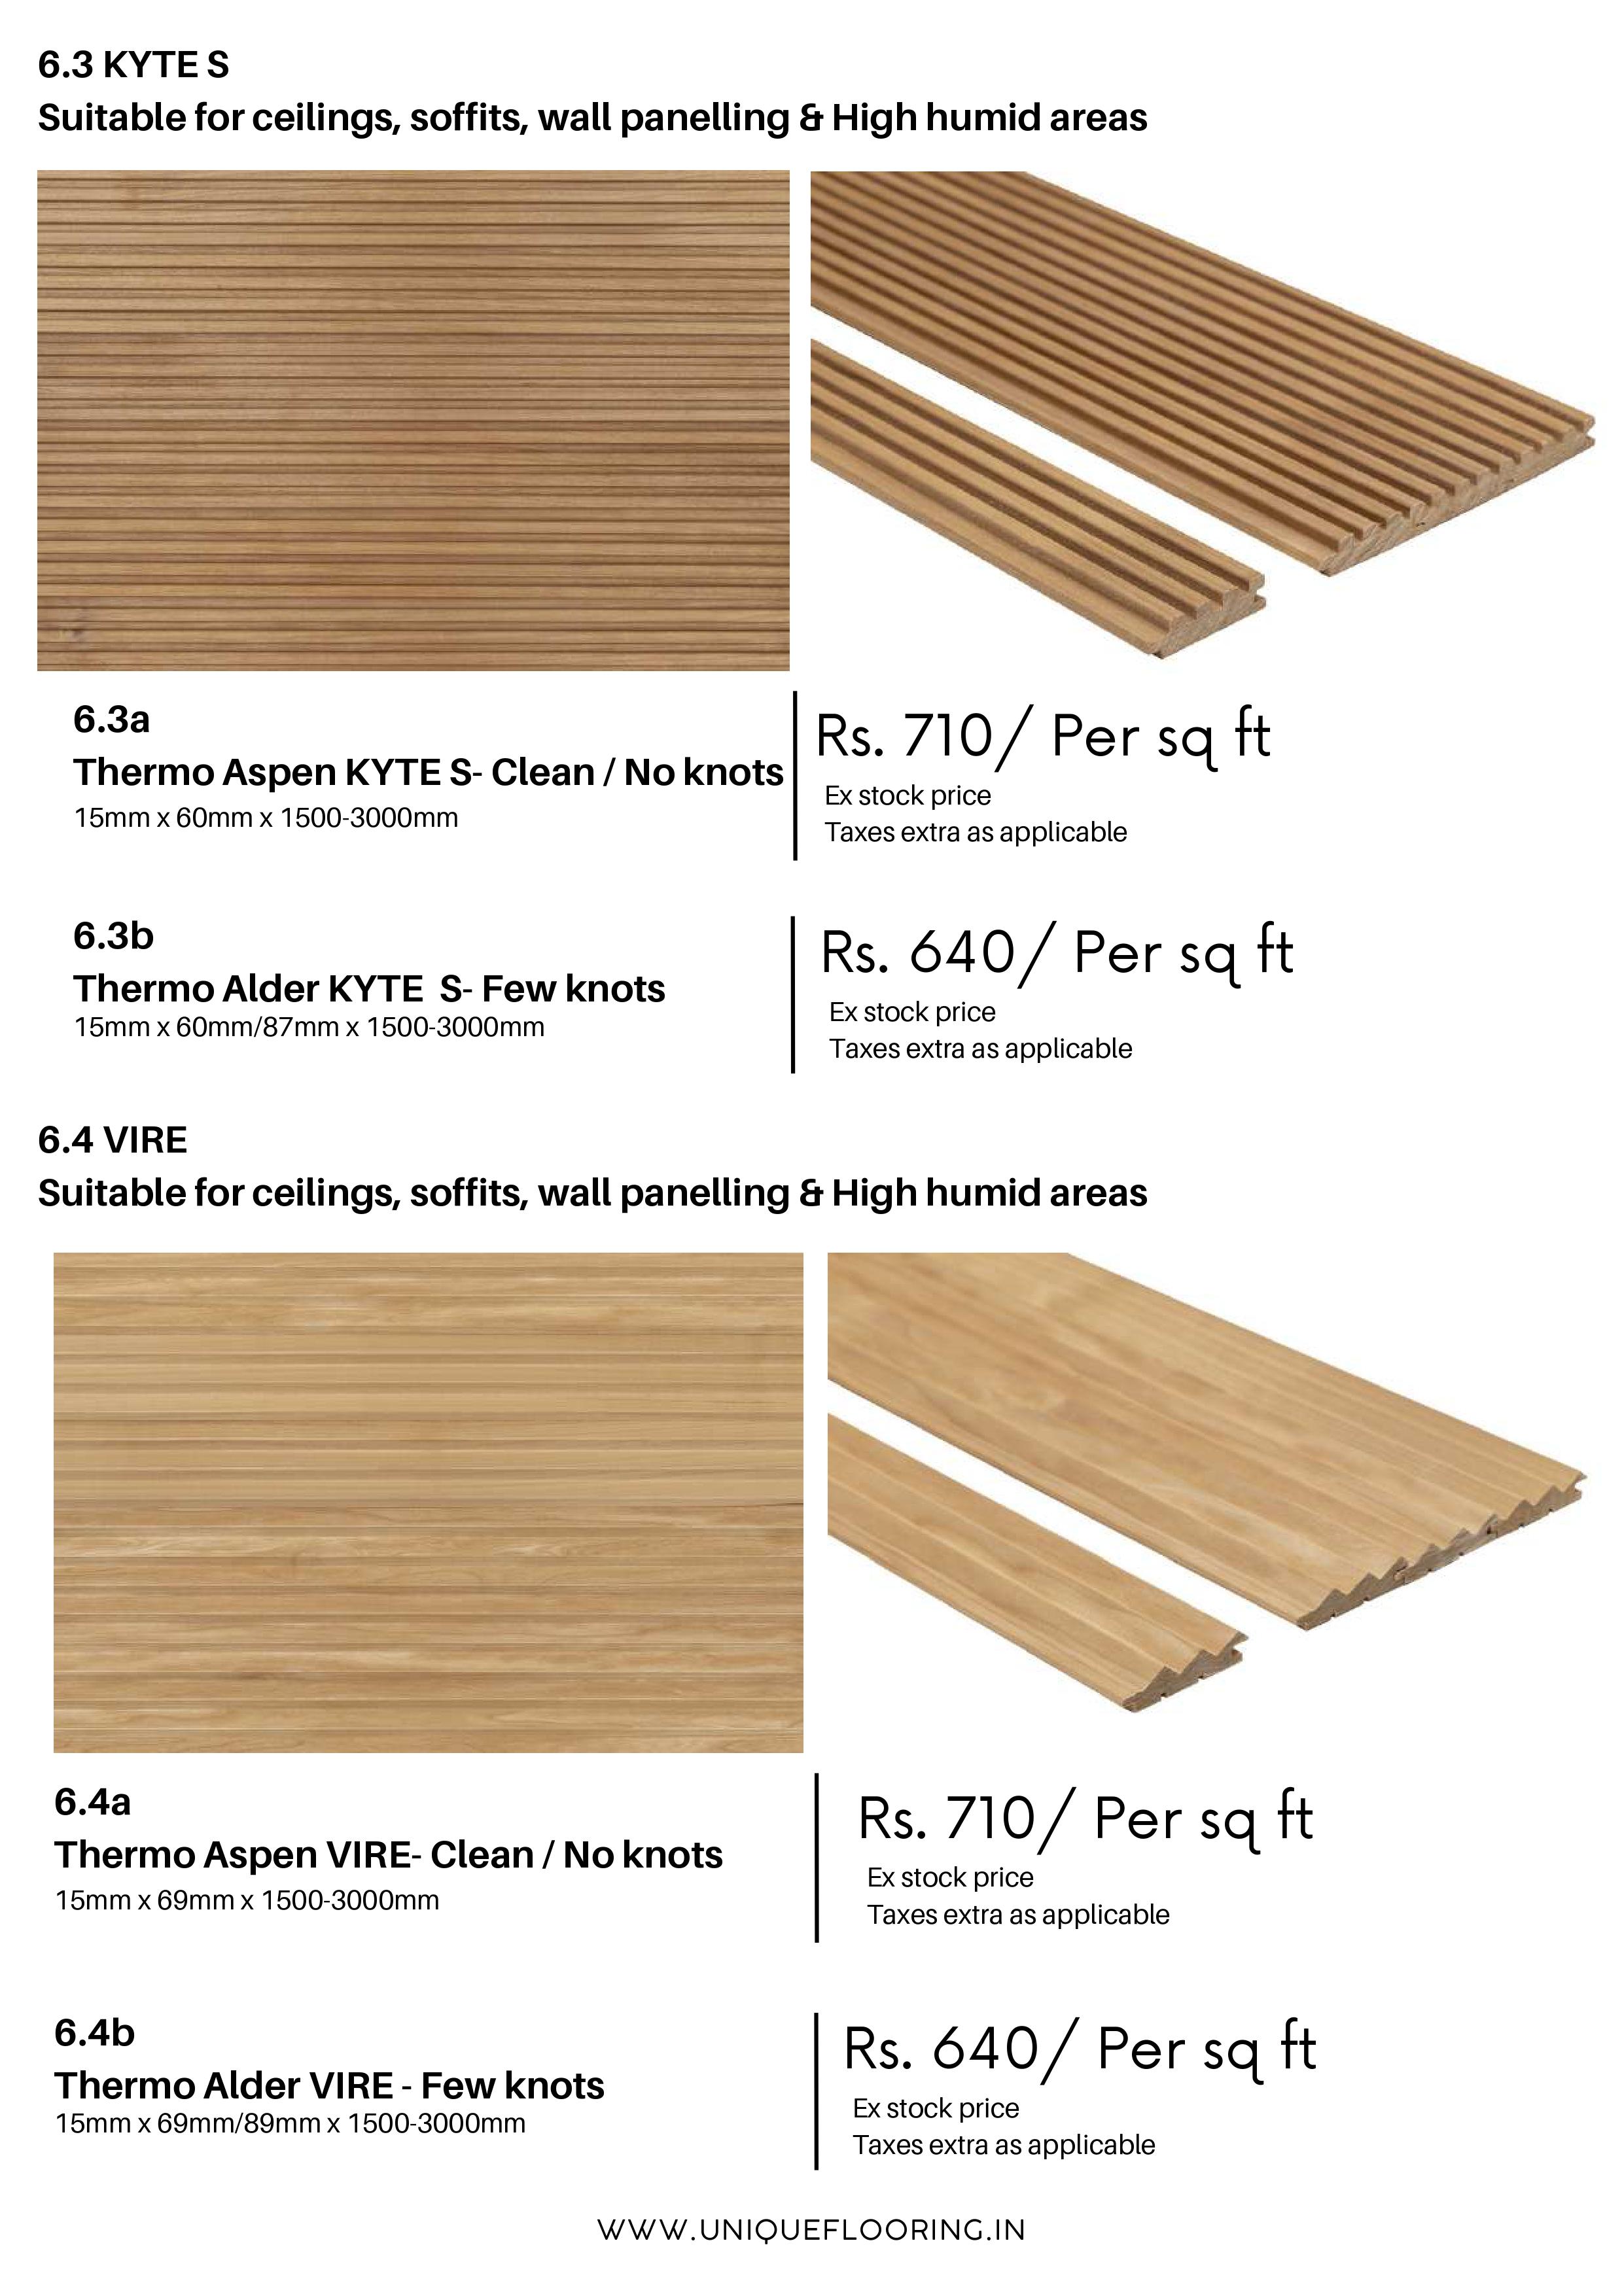 6.3 KYTE S
Suitable for ceilings, soffits, wall panelling & High humid areas
6.3a
Thermo Aspen KYTE S- Clean / No knots
15mm x 60mm x 1500-3000mm
Rs. 710/ Per sq ft
Ex stock price
Taxes extra as applicable
6.3b
Thermo Alder KYTE  S- Few knots
15mm x 60mm/87mm x 1500-3000mm
Rs. 640/ Per sq ft
Ex stock price
Taxes extra as applicable
6.4 VIRE
Suitable for ceilings, soffits, wall panelling & High humid areas
6.4a
Thermo Aspen VIRE- Clean / No knots
15mm x 69mm x 1500-3000mm
Rs. 710/ Per sq ft
Ex stock price
Taxes extra as applicable
6.4b
Thermo Alder VIRE - Few knots
15mm x 69mm/89mm x 1500-3000mm
Rs. 640/ Per sq ft
Ex stock price
Taxes extra as applicable
WWW.UNIQUEFLOORING.IN